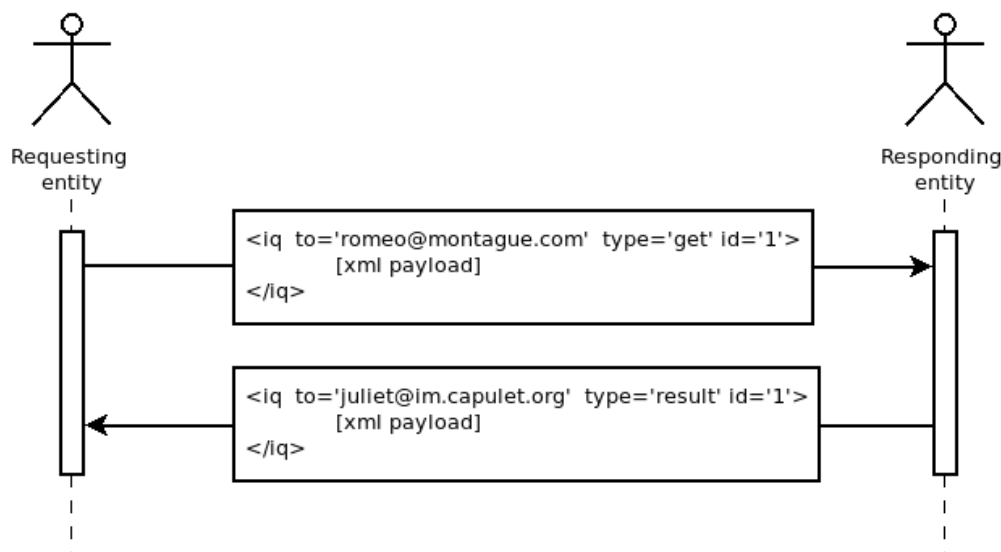 Requesting
entity
Responding
entity
<iq  to='romeo@montague.com'  type='get' id='1'>
[xml payload]
</iq>
<iq  to='juliet@im.capulet.org'  type='result' id='1'>
[xml payload]
</iq>